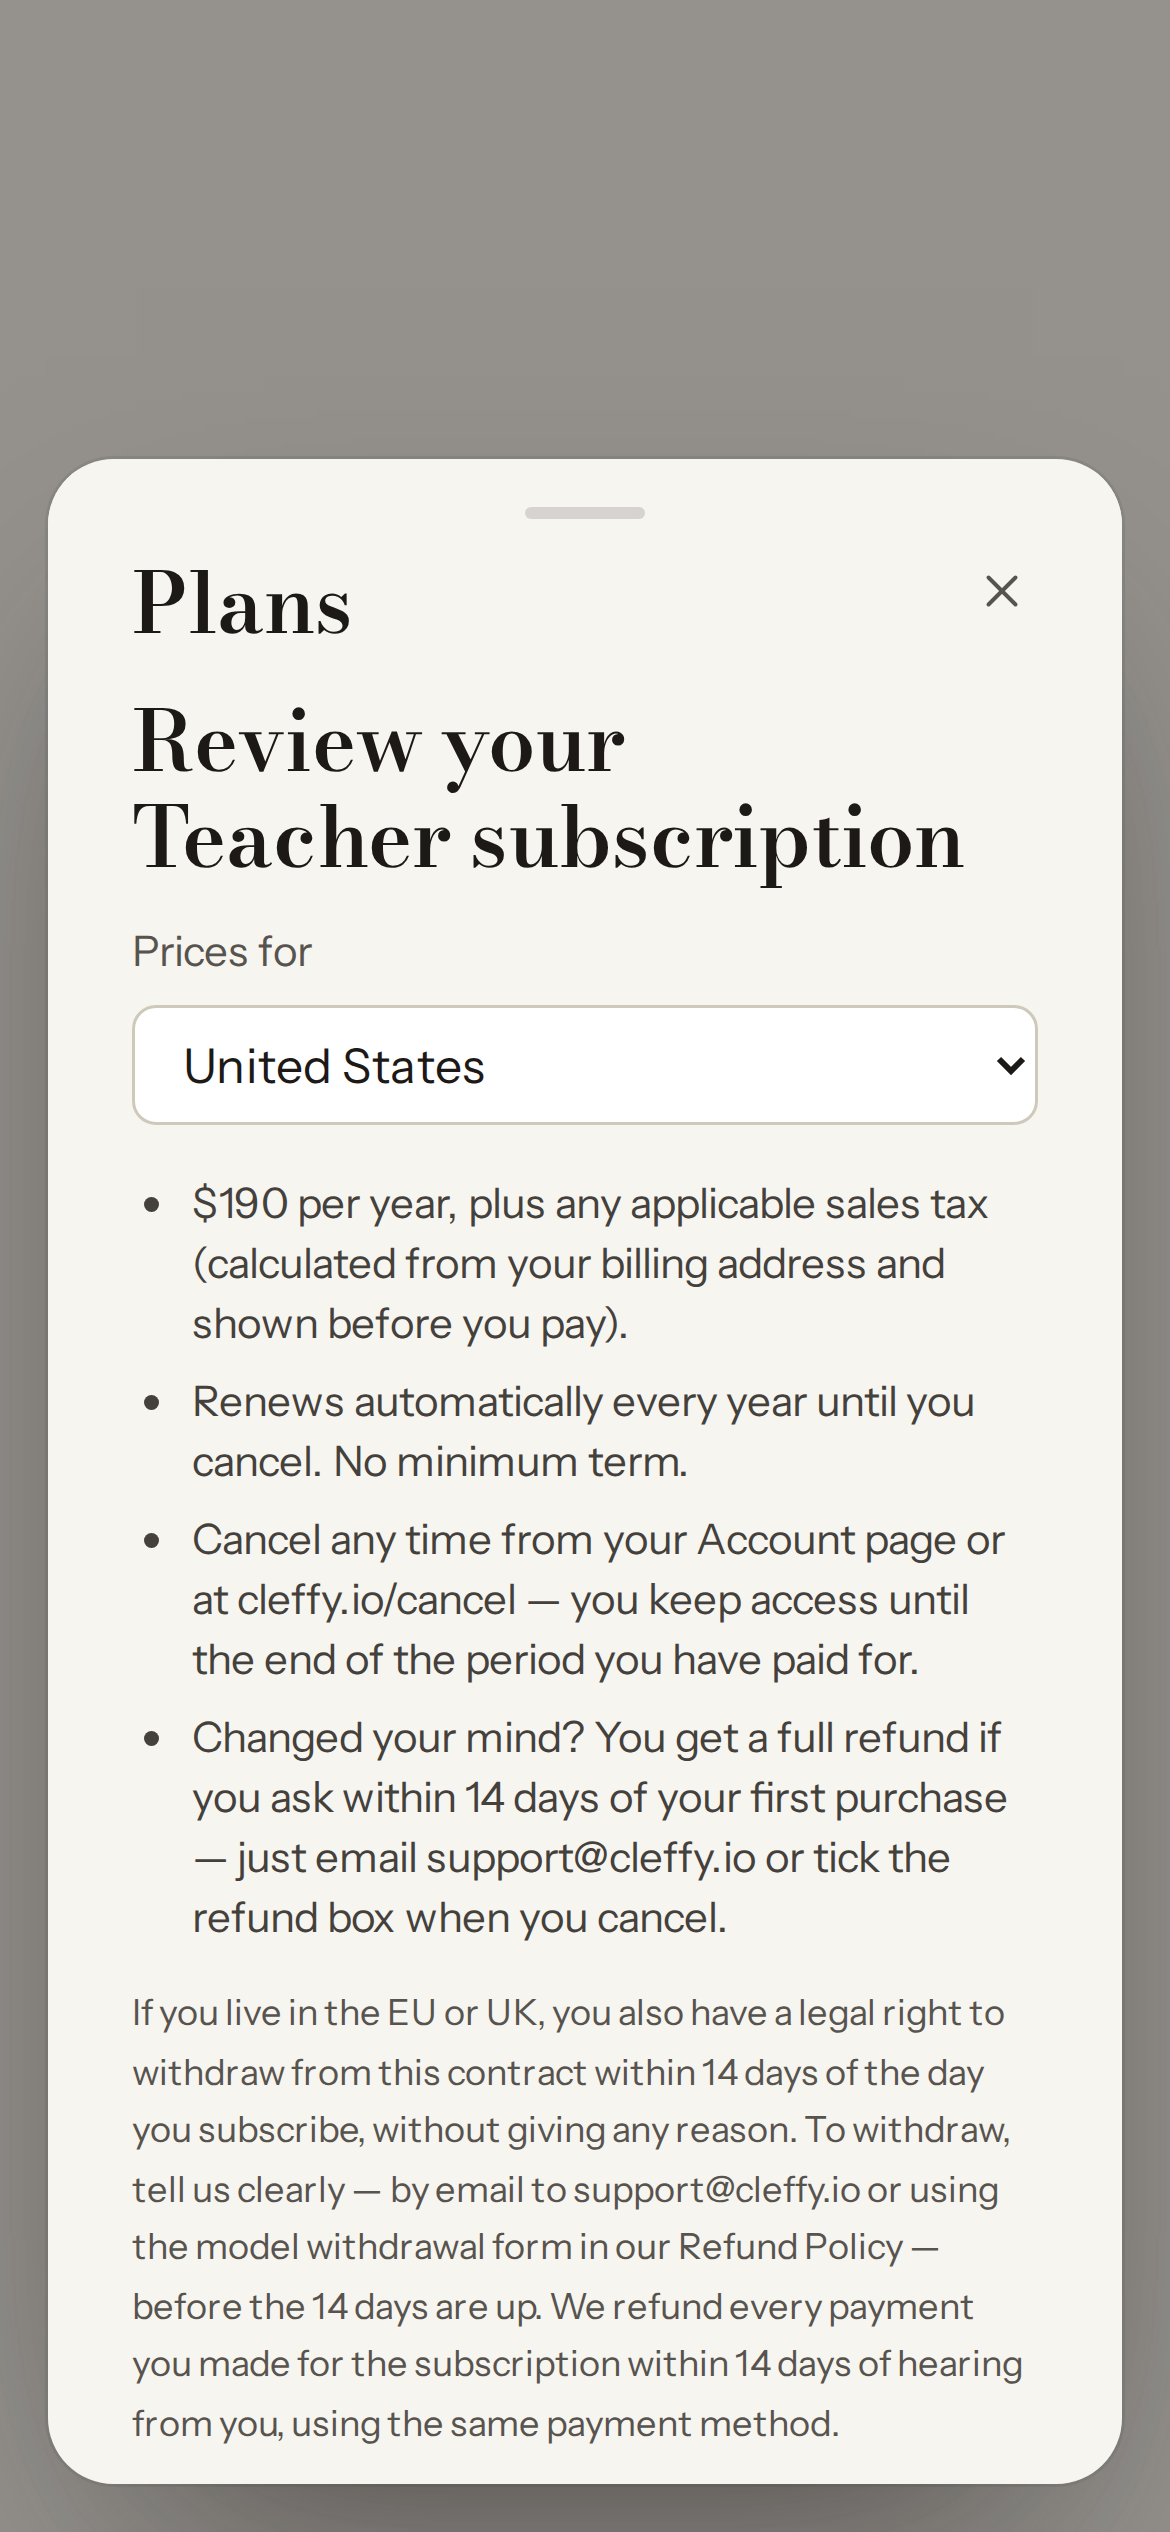 Plans
Review your
Teacher subscription
Prices for
United States
• $190 per year, plus any applicable sales tax
(calculated from your billing address and
shown before you pay).
• Renews automatically every year until you
cancel. No minimum term.
• Cancel any time from your Account page or
at cleffy.io/cancel — you keep access until
the end of the period you have paid for.
• Changed your mind? You get a full refund if
you ask within 14 days of your first purchase
— just email support@cleffy.io or tick the
refund box when you cancel.
If you live in the EU or UK, you also have a legal right to
withdraw from this contract within 14 days of the day
you subscribe, without giving any reason. To withdraw,
tell us clearly — by email to support@cleffy.io or using
the model withdrawal form in our Refund Policy —
before the 14 days are up. We refund every payment
you made for the subscription within 14 days of hearing
from you, using the same payment method.